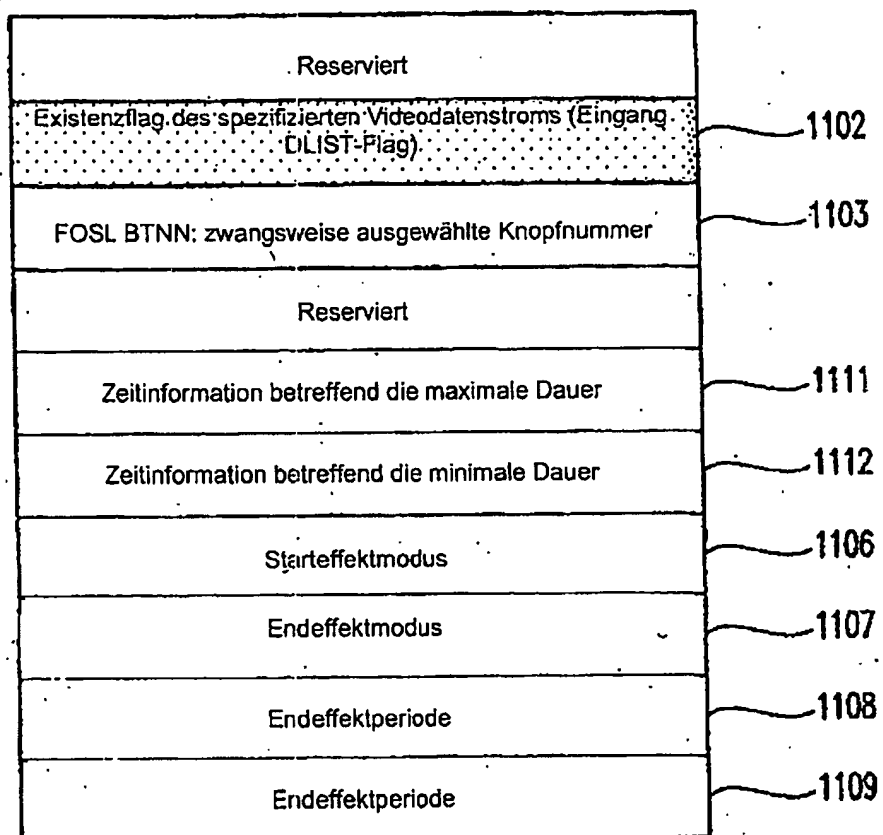 Reserviert
Existenzflag des spezifizierten Videodatenstroms (Eingang
DLIST-Flag)
1102
FOSL BTNN: zwangsweise ausgewählte Knopfnummer
1103
Reserviert
Zeitinformation betreffend die maximale Dauer
1111
Zeitinformation betreffend die minimale Dauer
1112
Starteffektmodus
1106
Endeffektmodus
1107
Endeffektperiode
1108
Endeffektperiode
1109